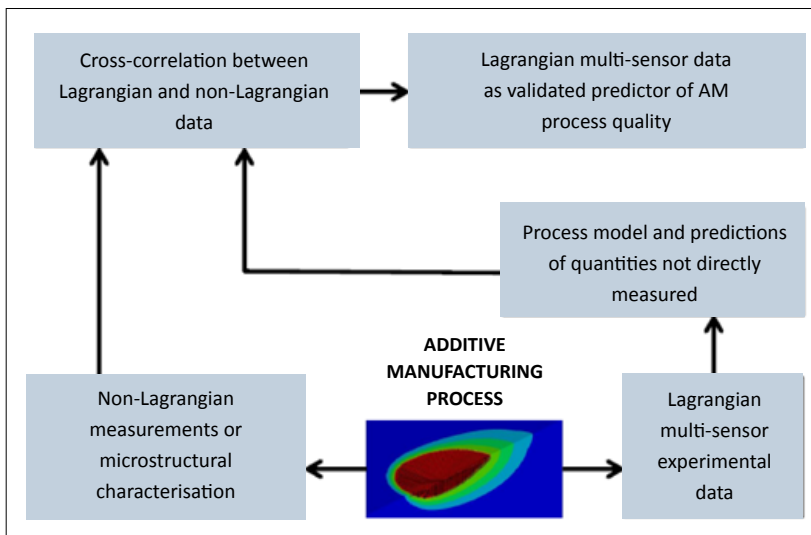 Cross-correlation between
Lagrangian and non-Lagrangian
data
Lagrangian multi-sensor data
as validated predictor of AM
process quality
Process model and predictions
of quantities not directly
measured
ADDITIVE
MANUFACTURING
PROCESS
Non-Lagrangian
measurements or
microstructural
characterisation
Lagrangian
multi-sensor
experimental
data